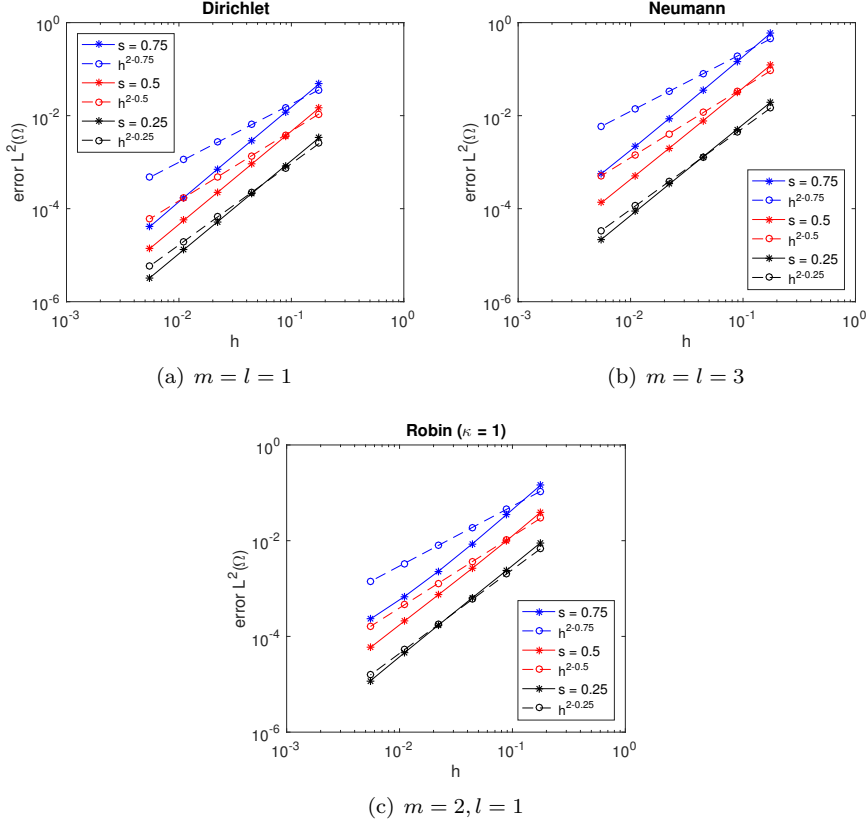 Dirichlet
10^0
10^-2
10^-4
10^-6
error L^2(Ω)
s = 0.75
h^2-0.75
s = 0.5
h^2-0.5
s = 0.25
h^2-0.25
10^-3
10^-2
10^-1
10^0
h
(a) m = l = 1
Neumann
10^0
10^-2
10^-4
10^-6
error L^2(Ω)
s = 0.75
h^2-0.75
s = 0.5
h^2-0.5
s = 0.25
h^2-0.25
10^-3
10^-2
10^-1
10^0
h
(b) m = l = 3
Robin (κ = 1)
10^0
10^-2
10^-4
10^-6
error L^2(Ω)
s = 0.75
h^2-0.75
s = 0.5
h^2-0.5
s = 0.25
h^2-0.25
10^-3
10^-2
10^-1
10^0
h
(c) m = 2, l = 1